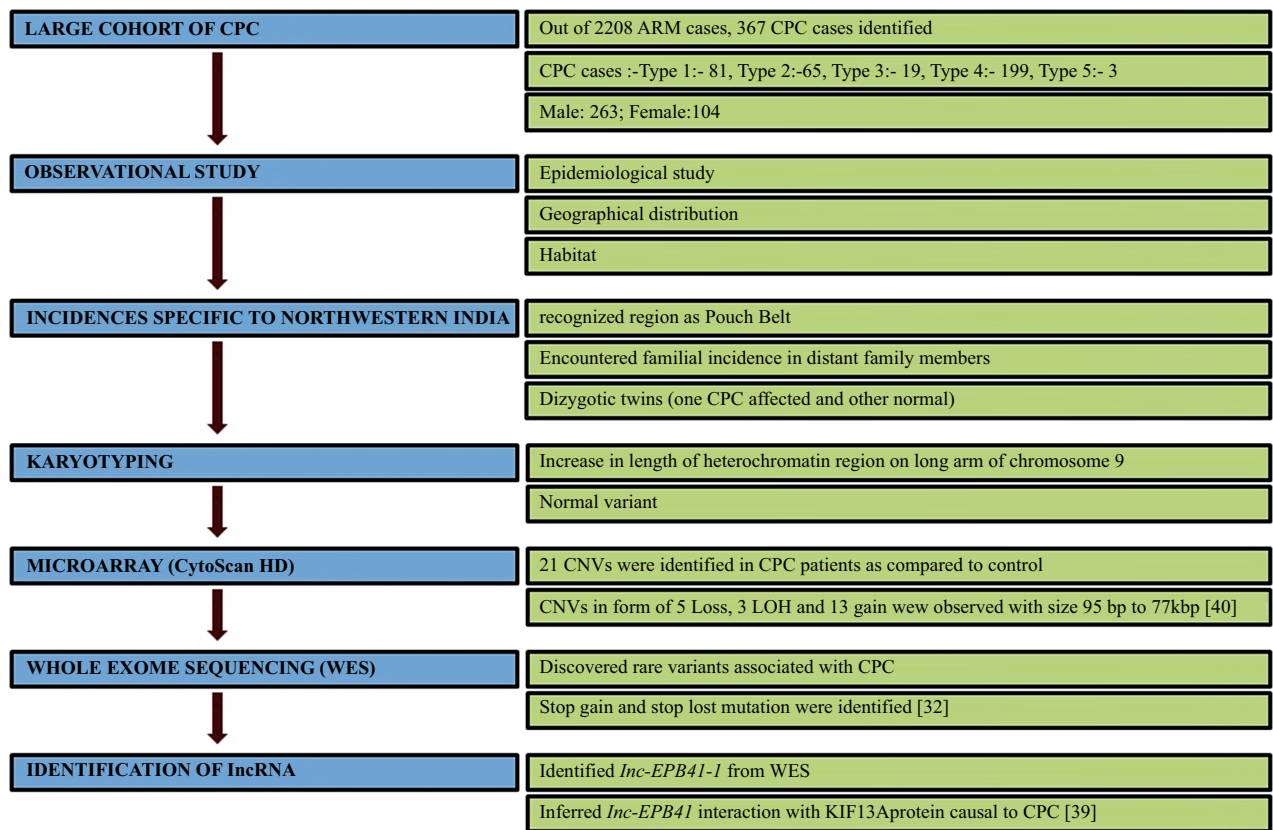 LARGE COHORT OF CPC
Out of 2208 ARM cases, 367 CPC cases identified
CPC cases :-Type 1:- 81, Type 2:-65, Type 3:- 19, Type 4:- 199, Type 5:- 3
Male: 263; Female:104
OBSERVATIONAL STUDY
Epidemiological study
Geographical distribution
Habitat
INCIDENCES SPECIFIC TO NORTHWESTERN INDIA
recognized region as Pouch Belt
Encountered familial incidence in distant family members
Dizygotic twins (one CPC affected and other normal)
KARYOTYPING
Increase in length of heterochromatin region on long arm of chromosome 9
Normal variant
MICROARRAY (CytoScan HD)
21 CNVs were identified in CPC patients as compared to control
CNVs in form of 5 Loss, 3 LOH and 13 gain wew observed with size 95 bp to 77kbp [40]
WHOLE EXOME SEQUENCING (WES)
Discovered rare variants associated with CPC
Stop gain and stop lost mutation were identified [32]
IDENTIFICATION OF lncRNA
Identified lnc-EPB41-1 from WES
Inferred lnc-EPB41 interaction with KIF13Aprotein causal to CPC [39]